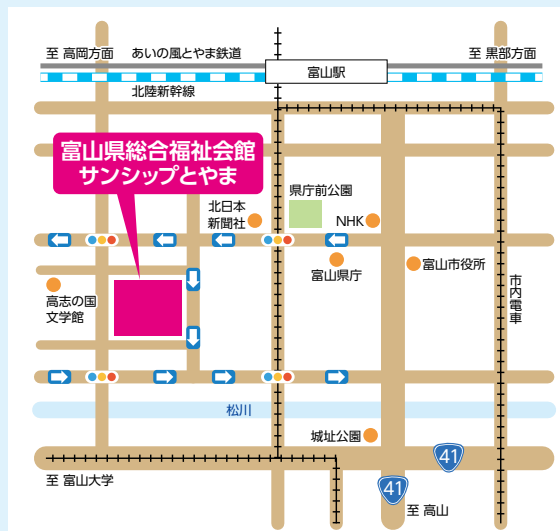 至 高岡方面
あいの風とやま鉄道
富山駅
至 黒部方面
北陸新幹線
富山県総合福祉会館
サンシップとやま
県庁前公園
北日本
新聞社
NHK
富山県庁
富山市役所
市内電車
高志の国
文学館
松川
城址公園
41
至 富山大学
41
至 高山